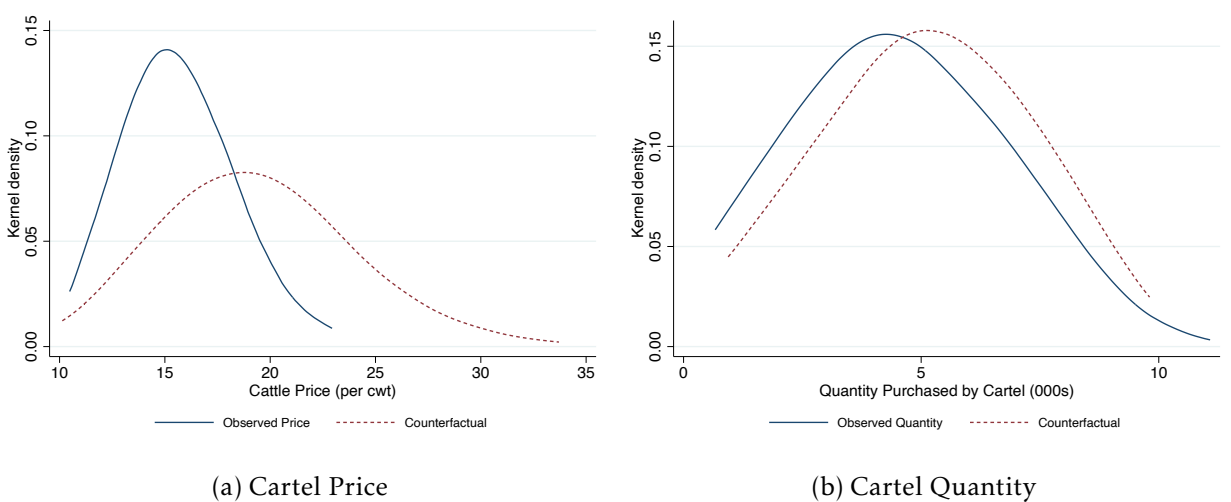 0.15
0.10
0.05
0.00
Kernel density
10 15 20 25 30 35
Cattle Price (per cwt)
Observed Price Counterfactual
(a) Cartel Price
0.15
0.10
0.05
0.00
Kernel density
0 5 10
Quantity Purchased by Cartel (000s)
Observed Quantity Counterfactual
(b) Cartel Quantity